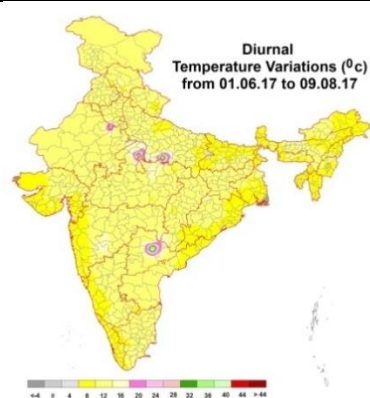 Diurnal
Temperature Variations (⁰c)
from 01.06.17 to 09.08.17
<4 0 4 8 12 16 20 24 28 32 36 40 44 >44